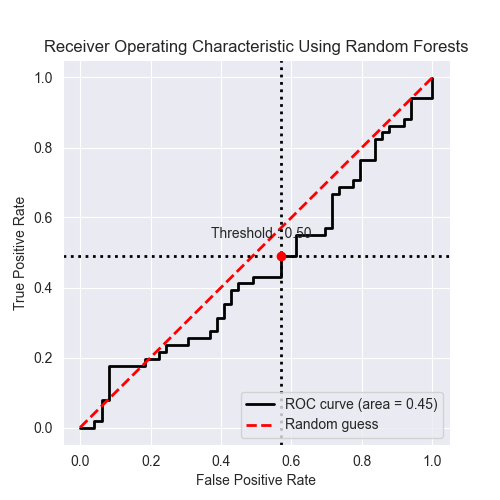 Receiver Operating Characteristic Using Random Forests
1.0
0.8
0.6
0.4
0.2
0.0
True Positive Rate
Threshold : 0.50
ROC curve (area = 0.45)
Random guess
0.0 0.2 0.4 0.6 0.8 1.0
False Positive Rate